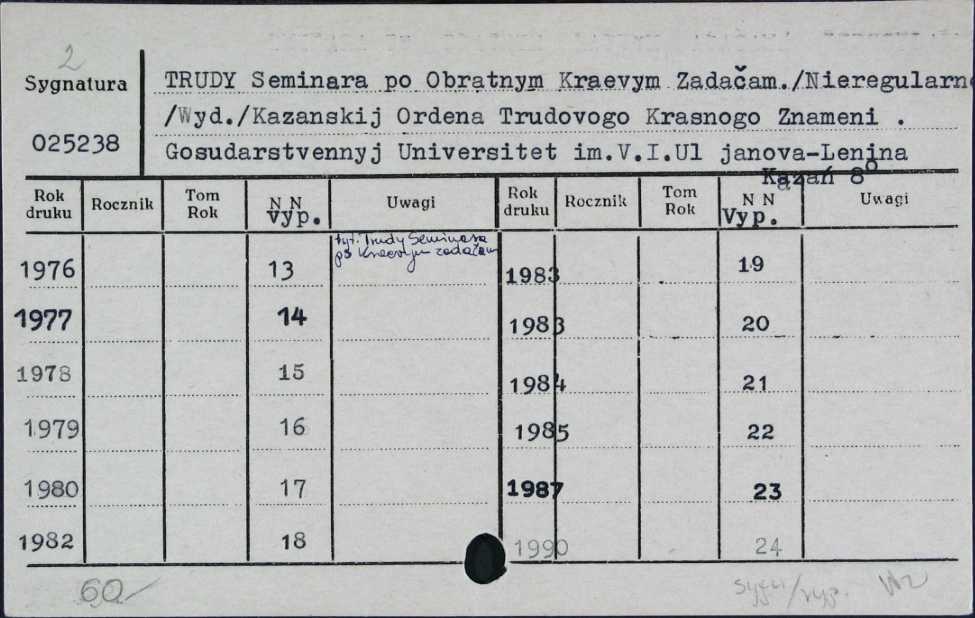 2
Sygnatura
025238
TRUDY Seminara po Obratnym Kraevym Zadačam./Nieregularne
/Wyd./Kazanskij Ordena Trudovogo Krasnogo Znameni .
Gosudarstvennyj Universitet im.V.I.Ul janova-Lenina
Kazań 8°
Rok druku Rocznik Tom Rok N N vyp. Uwagi Rok druku Rocznik Tom Rok N N Vyp. Uwagi
tyt. Trudy Seminara
po kraevym zadačam
1976 13 1983 19
1977 14 1983 20
1978 15 1984 21
1979 16 1985 22
1980 17 1987 23
1982 18 1990 24
60